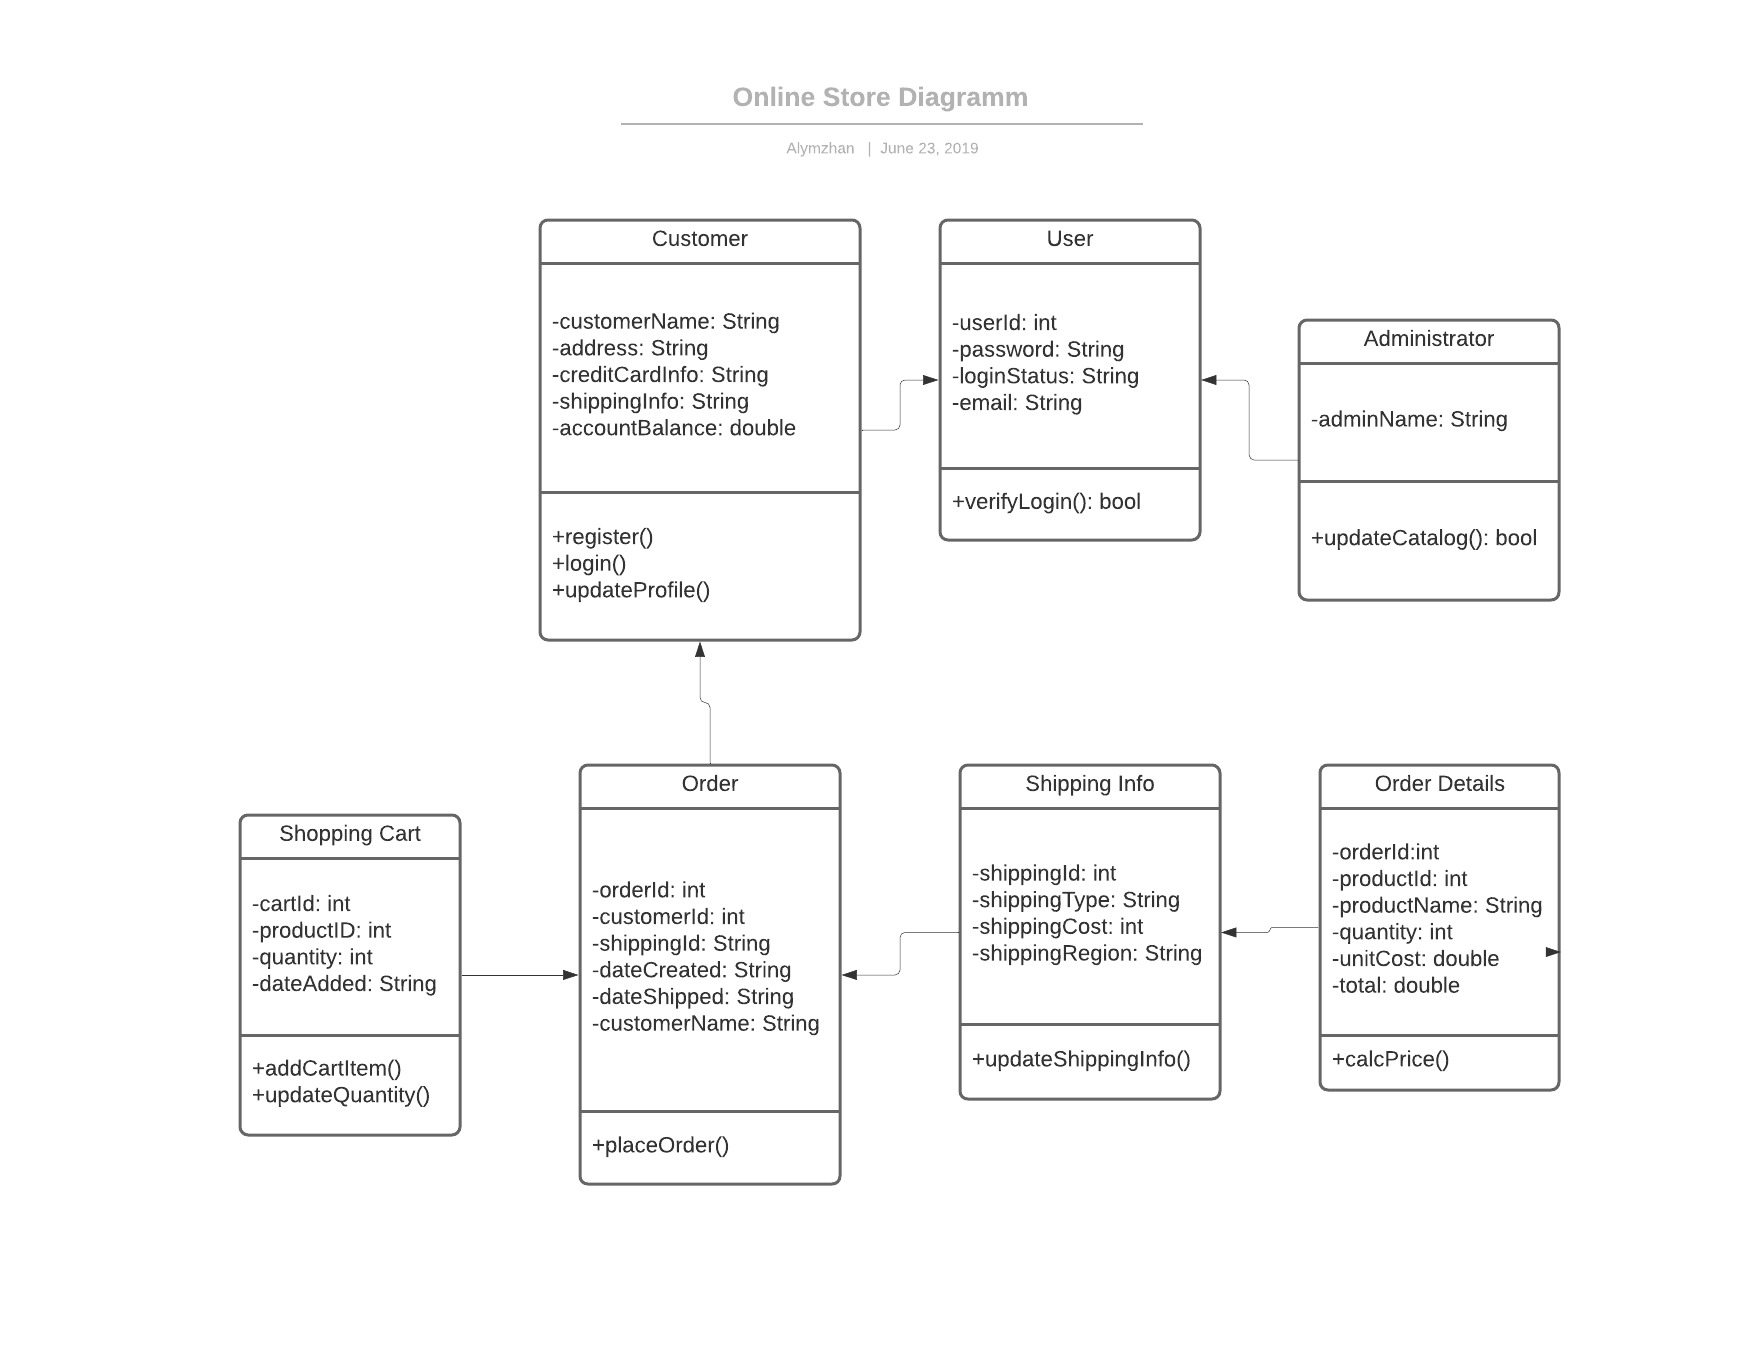 Online Store Diagramm
Alymzhan | June 23, 2019
Customer
-customerName: String
-address: String
-creditCardInfo: String
-shippingInfo: String
-accountBalance: double
+register()
+login()
+updateProfile()
User
-userId: int
-password: String
-loginStatus: String
-email: String
+verifyLogin(): bool
Administrator
-adminName: String
+updateCatalog(): bool
Shopping Cart
-cartId: int
-productID: int
-quantity: int
-dateAdded: String
+addCartItem()
+updateQuantity()
Order
-orderId: int
-customerId: int
-shippingId: String
-dateCreated: String
-dateShipped: String
-customerName: String
+placeOrder()
Shipping Info
-shippingId: int
-shippingType: String
-shippingCost: int
-shippingRegion: String
+updateShippingInfo()
Order Details
-orderId:int
-productId: int
-productName: String
-quantity: int
-unitCost: double
-total: double
+calcPrice()